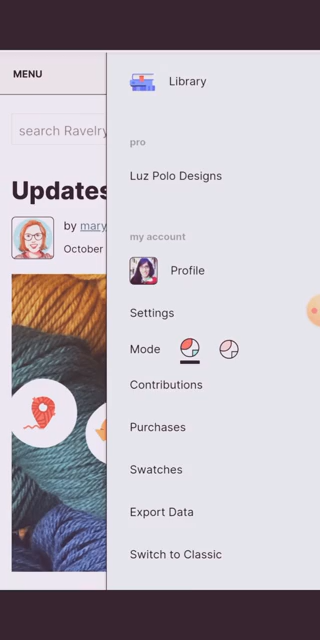 MENU
search Ravelry
Updates
by mary
October
Library
pro
Luz Polo Designs
my account
Profile
Settings
Mode
Contributions
Purchases
Swatches
Export Data
Switch to Classic